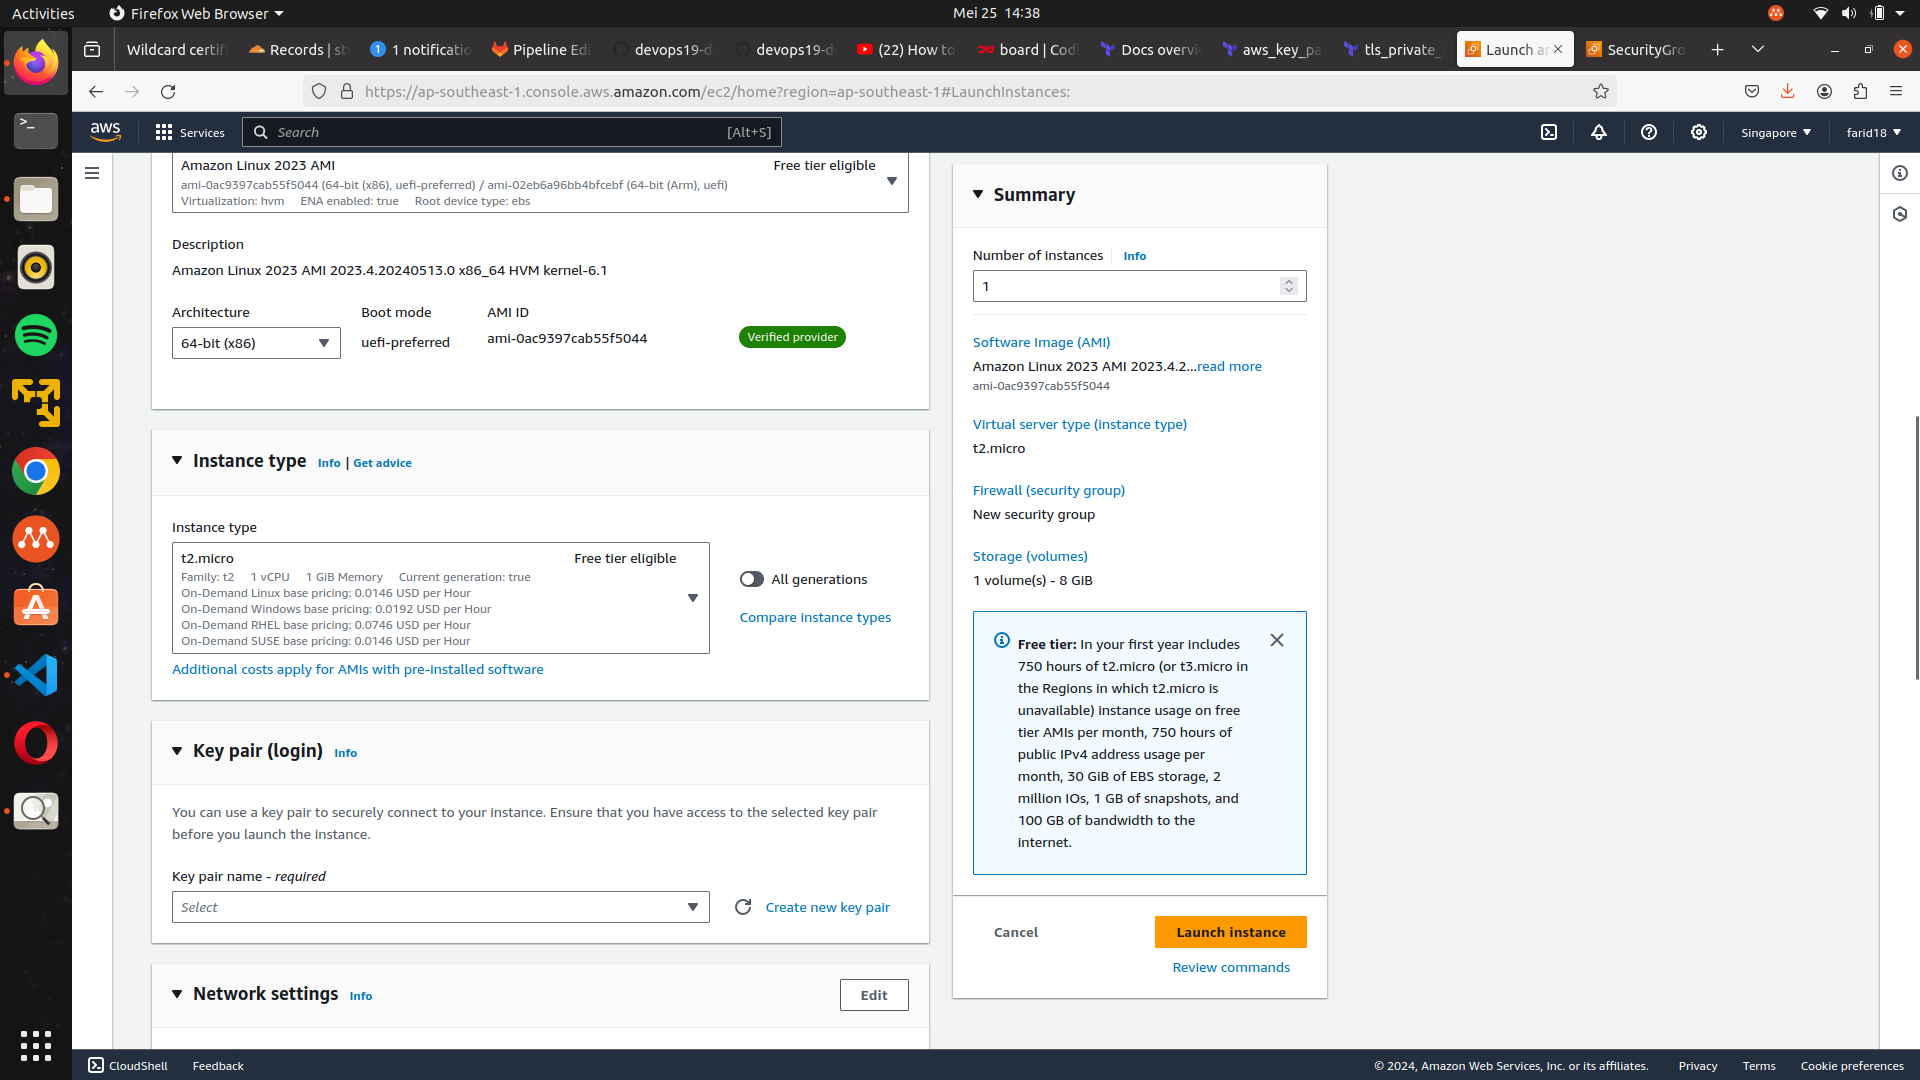 Activities
Firefox Web Browser
Mei 25 14:38
Wildcard certif
Records | st
1 notificatio
Pipeline Edi
devops19-d
devops19-d
(22) How to
board | Codi
Docs overvi
aws_key_pa
tls_private_
Launch an
SecurityGro
https://ap-southeast-1.console.aws.amazon.com/ec2/home?region=ap-southeast-1#LaunchInstances:
aws
Services
Search
[Alt+S]
Singapore
farid18
Amazon Linux 2023 AMI
Free tier eligible
ami-0ac9397cab55f5044 (64-bit (x86), uefi-preferred) / ami-02eb6a96bb4bfcebf (64-bit (Arm), uefi)
Virtualization: hvm ENA enabled: true Root device type: ebs
Description
Amazon Linux 2023 AMI 2023.4.20240513.0 x86_64 HVM kernel-6.1
Architecture
Boot mode
AMI ID
64-bit (x86)
uefi-preferred
ami-0ac9397cab55f5044
Verified provider
Instance type Info | Get advice
Instance type
t2.micro
Free tier eligible
Family: t2 1 vCPU 1 GiB Memory Current generation: true
On-Demand Linux base pricing: 0.0146 USD per Hour
On-Demand Windows base pricing: 0.0192 USD per Hour
On-Demand RHEL base pricing: 0.0746 USD per Hour
On-Demand SUSE base pricing: 0.0146 USD per Hour
All generations
Compare instance types
Additional costs apply for AMIs with pre-installed software
Key pair (login) Info
You can use a key pair to securely connect to your instance. Ensure that you have access to the selected key pair
before you launch the instance.
Key pair name - required
Select
Create new key pair
Network settings Info
Edit
Summary
Number of instances Info
1
Software Image (AMI)
Amazon Linux 2023 AMI 2023.4.2...read more
ami-0ac9397cab55f5044
Virtual server type (instance type)
t2.micro
Firewall (security group)
New security group
Storage (volumes)
1 volume(s) - 8 GiB
Free tier: In your first year includes
750 hours of t2.micro (or t3.micro in
the Regions in which t2.micro is
unavailable) instance usage on free
tier AMIs per month, 750 hours of
public IPv4 address usage per
month, 30 GiB of EBS storage, 2
million IOs, 1 GB of snapshots, and
100 GB of bandwidth to the
internet.
Cancel
Launch instance
Review commands
CloudShell
Feedback
© 2024, Amazon Web Services, Inc. or its affiliates.
Privacy
Terms
Cookie preferences